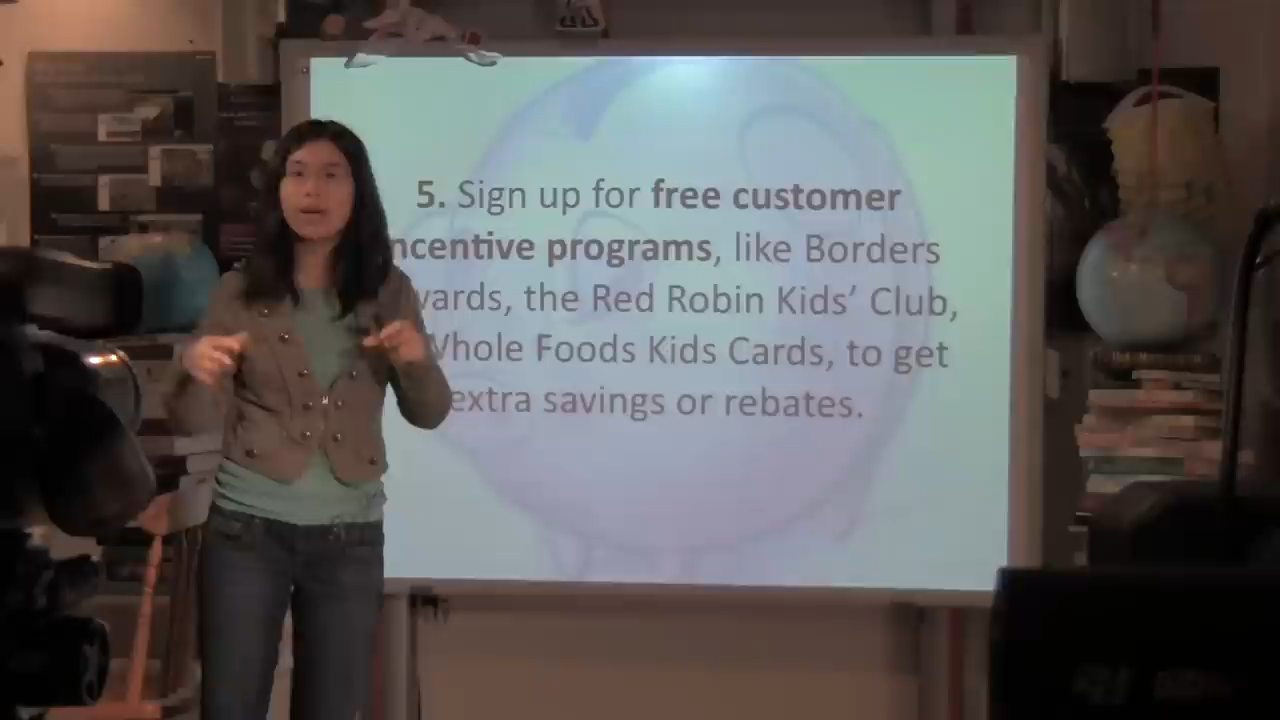 5. Sign up for free customer
ncentive programs, like Borders
wards, the Red Robin Kids’ Club,
Whole Foods Kids Cards, to get
extra savings or rebates.